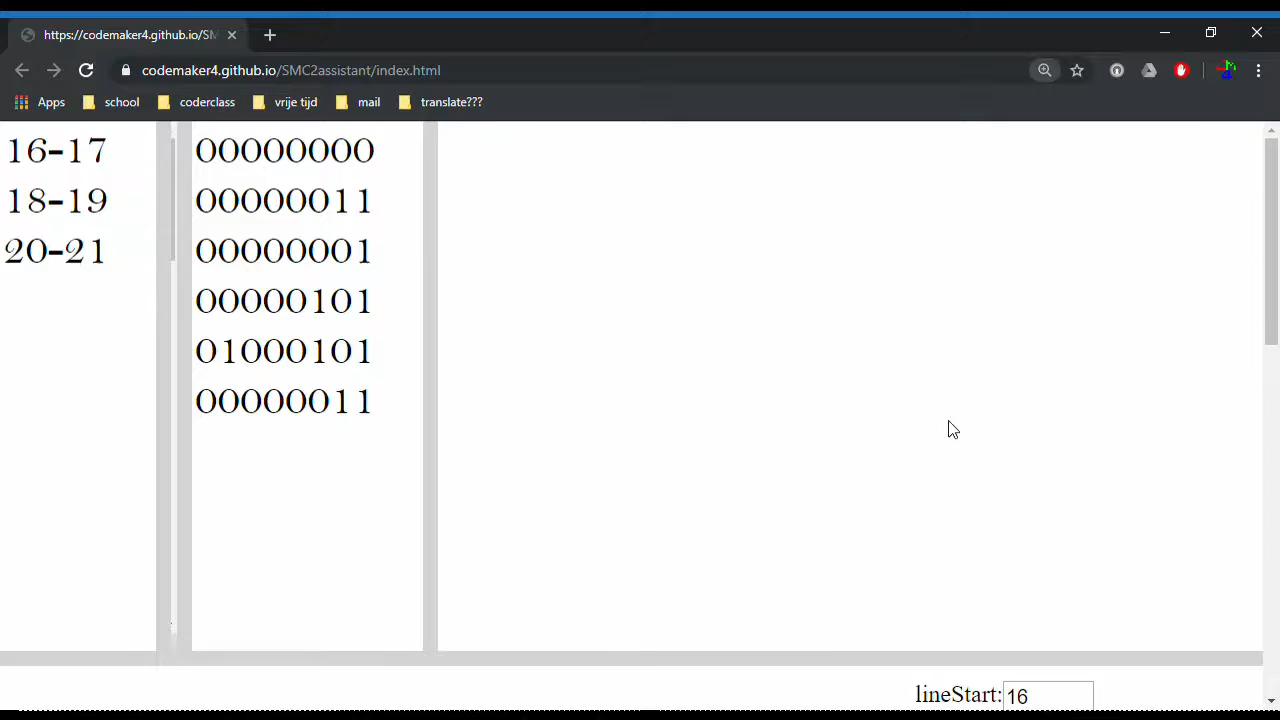 https://codemaker4.github.io/SM
codemaker4.github.io/SMC2assistant/index.html
Apps school coderclass vrije tijd mail translate???
16-17
18-19
20-21
00000000
00000011
00000001
00000101
01000101
00000011
lineStart: 16